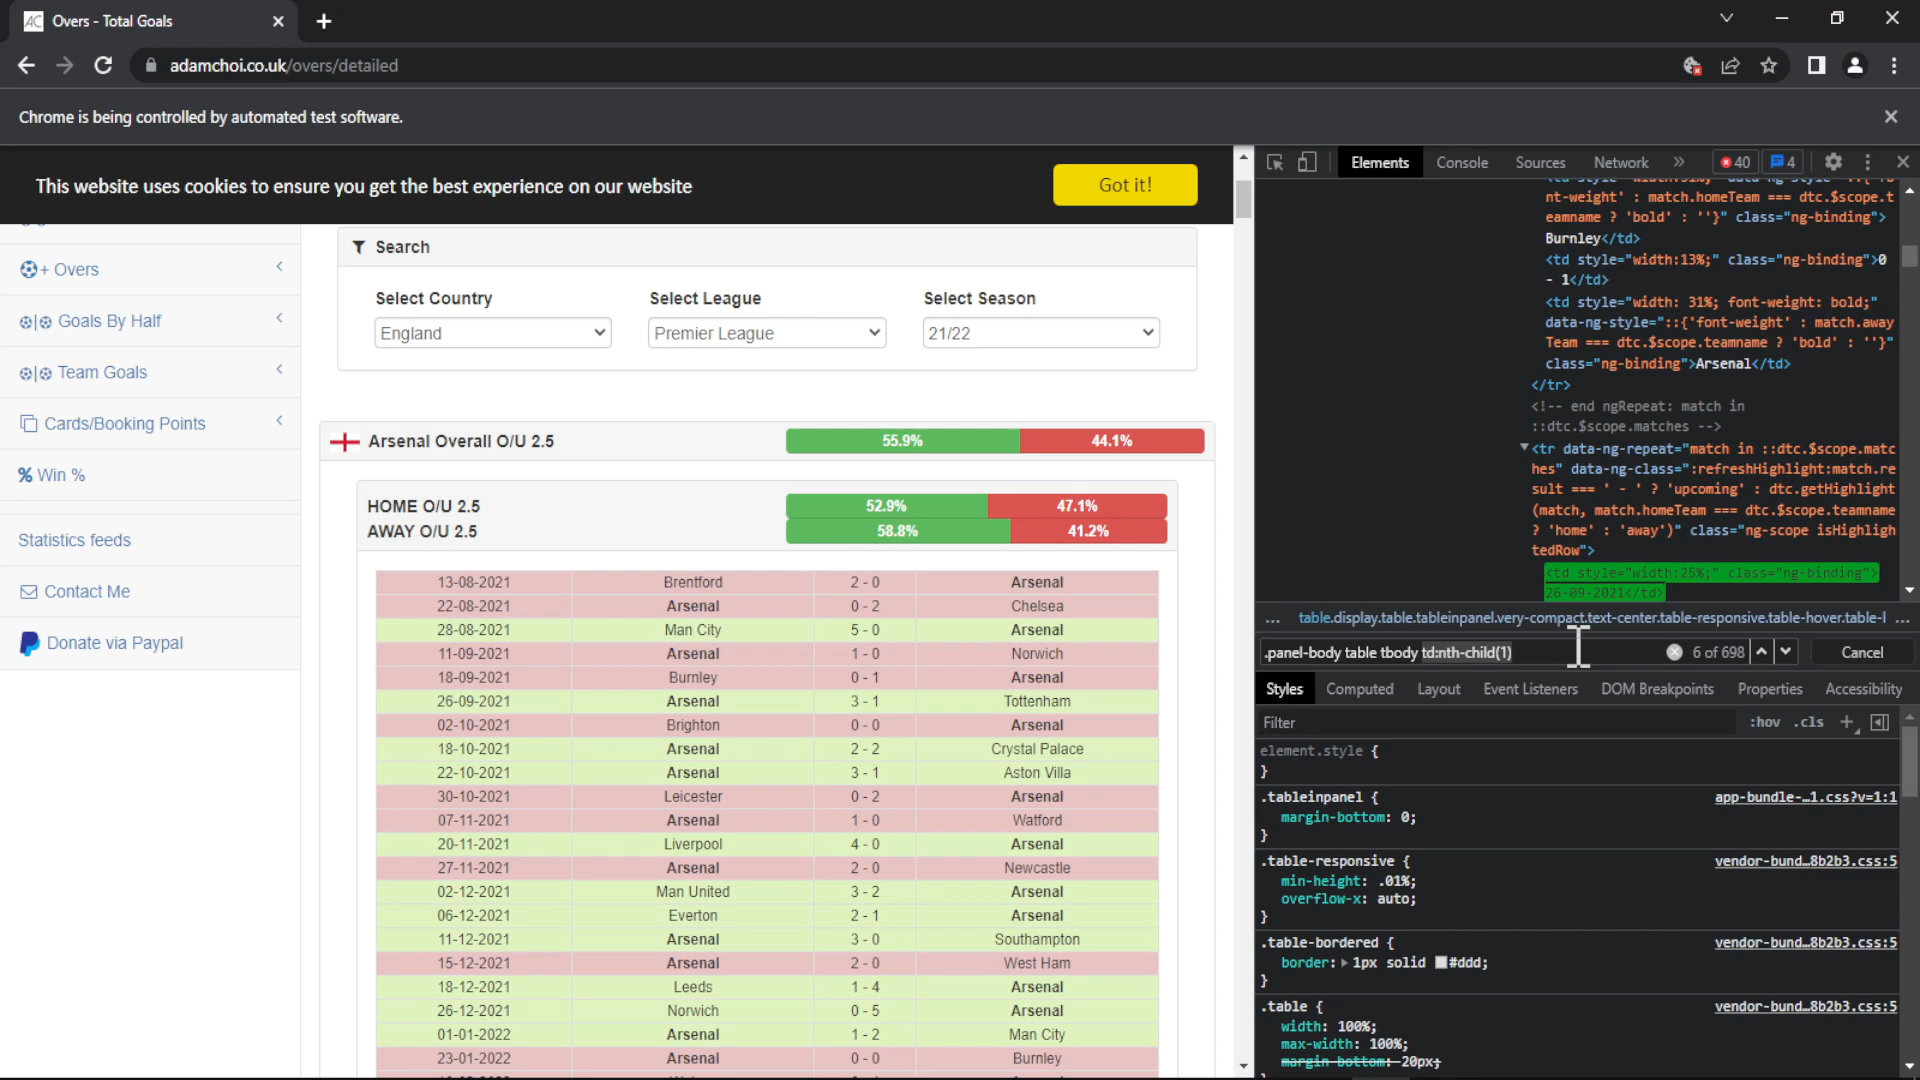 AC Overs - Total Goals
adamchoi.co.uk/overs/detailed
Chrome is being controlled by automated test software.
This website uses cookies to ensure you get the best experience on our website
Got it!
+ Overs
Goals By Half
Team Goals
Cards/Booking Points
% Win %
Statistics feeds
Contact Me
Donate via Paypal
Search
Select Country Select League Select Season
England Premier League 21/22
Arsenal Overall O/U 2.5 55.9% 44.1%
HOME O/U 2.5 52.9% 47.1%
AWAY O/U 2.5 58.8% 41.2%
13-08-2021 Brentford 2 - 0 Arsenal
22-08-2021 Arsenal 0 - 2 Chelsea
28-08-2021 Man City 5 - 0 Arsenal
11-09-2021 Arsenal 1 - 0 Norwich
18-09-2021 Burnley 0 - 1 Arsenal
26-09-2021 Arsenal 3 - 1 Tottenham
02-10-2021 Brighton 0 - 0 Arsenal
18-10-2021 Arsenal 2 - 2 Crystal Palace
22-10-2021 Arsenal 3 - 1 Aston Villa
30-10-2021 Leicester 0 - 2 Arsenal
07-11-2021 Arsenal 1 - 0 Watford
20-11-2021 Liverpool 4 - 0 Arsenal
27-11-2021 Arsenal 2 - 0 Newcastle
02-12-2021 Man United 3 - 2 Arsenal
06-12-2021 Everton 2 - 1 Arsenal
11-12-2021 Arsenal 3 - 0 Southampton
15-12-2021 Arsenal 2 - 0 West Ham
18-12-2021 Leeds 1 - 4 Arsenal
26-12-2021 Norwich 0 - 5 Arsenal
01-01-2022 Arsenal 1 - 2 Man City
23-01-2022 Arsenal 0 - 0 Burnley
Elements Console Sources Network » 40 4
nt-weight' : match.homeTeam === dtc.$scope.t
eamname ? 'bold' : ''}" class="ng-binding">
Burnley</td>
<td style="width:13%;" class="ng-binding">0
- 1</td>
<td style="width: 31%; font-weight: bold;"
data-ng-style="::{'font-weight' : match.away
Team === dtc.$scope.teamname ? 'bold' : ''}"
class="ng-binding">Arsenal</td>
</tr>
<!-- end ngRepeat: match in
::dtc.$scope.matches -->
<tr data-ng-repeat="match in ::dtc.$scope.matc
hes" data-ng-class=":refreshHighlight:match.re
sult === ' - ' ? 'upcoming' : dtc.getHighlight
(match, match.homeTeam === dtc.$scope.teamname
? 'home' : 'away')" class="ng-scope isHighligh
tedRow">
<td style="width:25%;" class="ng-binding">
26-09-2021</td>
... table.display.table.tableinpanel.very-compact.text-center.table-responsive.table-hover.table-l ...
.panel-body table tbody td:nth-child(1) 6 of 698 Cancel
Styles Computed Layout Event Listeners DOM Breakpoints Properties Accessibility
Filter :hov .cls +
element.style {
}
.tableinpanel { app-bundle-…1.css?v=1:1
margin-bottom: 0;
}
.table-responsive { vendor-bund…8b2b3.css:5
min-height: .01%;
overflow-x: auto;
}
.table-bordered { vendor-bund…8b2b3.css:5
border: 1px solid #ddd;
}
.table { vendor-bund…8b2b3.css:5
width: 100%;
max-width: 100%;
margin-bottom: 20px;